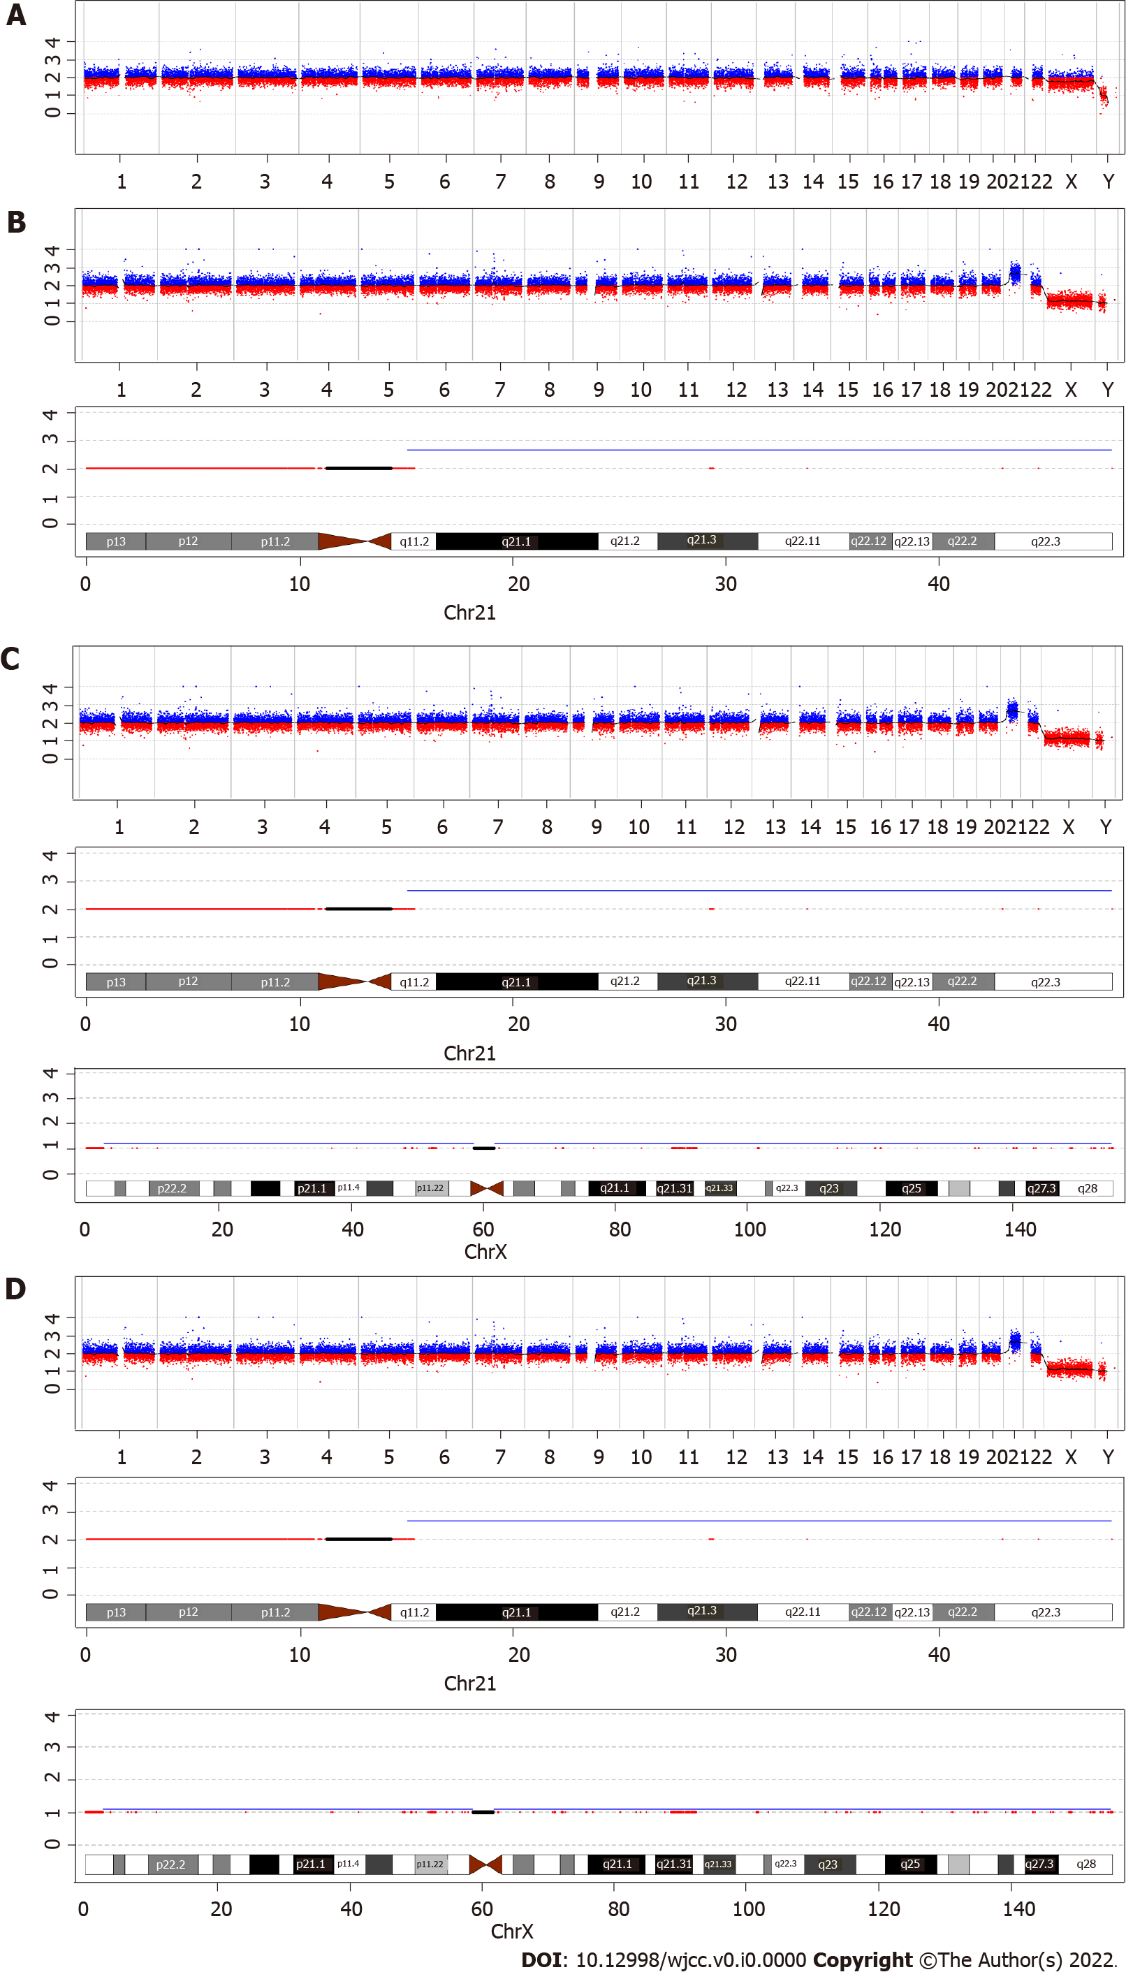 A
4
3
2
1
0
1 2 3 4 5 6 7 8 9 10 11 12 13 14 15 16 17 18 19 202122 X Y
B
4
3
2
1
0
1 2 3 4 5 6 7 8 9 10 11 12 13 14 15 16 17 18 19 202122 X Y
4
3
2
1
0
p13 p12 p11.2 q11.2 q21.1 q21.2 q21.3 q22.11 q22.12 q22.13 q22.2 q22.3
0 10 20 30 40
Chr21
C
4
3
2
1
0
1 2 3 4 5 6 7 8 9 10 11 12 13 14 15 16 17 18 19 202122 X Y
4
3
2
1
0
p13 p12 p11.2 q11.2 q21.1 q21.2 q21.3 q22.11 q22.12 q22.13 q22.2 q22.3
0 10 20 30 40
Chr21
4
3
2
1
0
p22.2 p21.1 p11.4 p11.22 q21.1 q21.31 q21.33 q22.3 q23 q25 q27.3 q28
0 20 40 60 80 100 120 140
ChrX
D
4
3
2
1
0
1 2 3 4 5 6 7 8 9 10 11 12 13 14 15 16 17 18 19 202122 X Y
4
3
2
1
0
p13 p12 p11.2 q11.2 q21.1 q21.2 q21.3 q22.11 q22.12 q22.13 q22.2 q22.3
0 10 20 30 40
Chr21
4
3
2
1
0
p22.2 p21.1 p11.4 p11.22 q21.1 q21.31 q21.33 q22.3 q23 q25 q27.3 q28
0 20 40 60 80 100 120 140
ChrX
DOI: 10.12998/wjcc.v0.i0.0000 Copyright ©The Author(s) 2022.